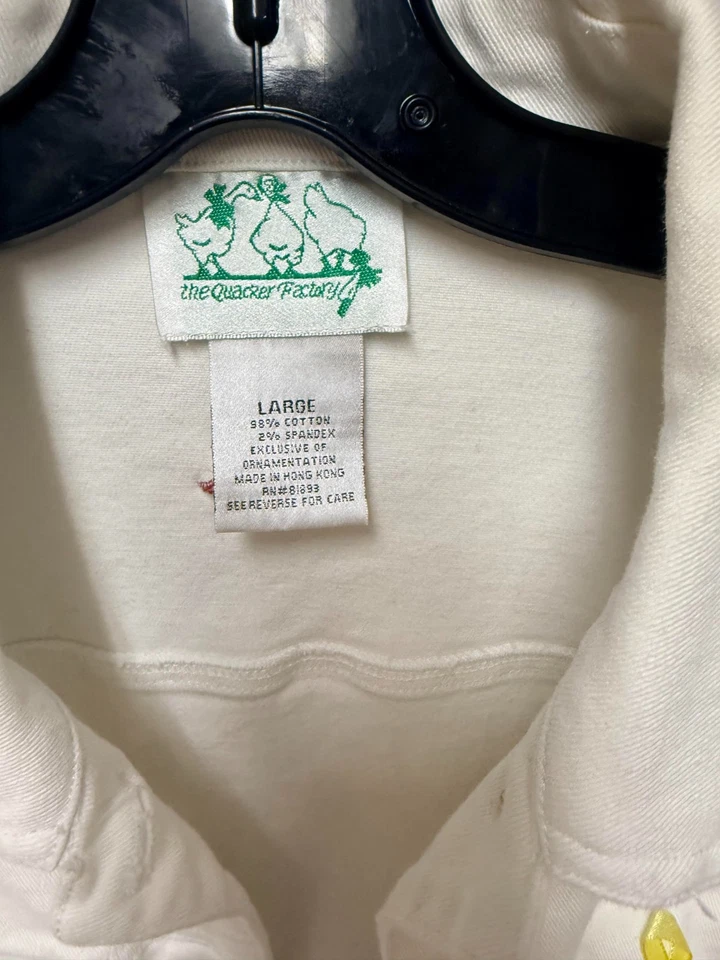 the Quacker Factory
LARGE
98% COTTON
2% SPANDEX
EXCLUSIVE OF
ORNAMENTATION
MADE IN HONG KONG
RN#81893
SEE REVERSE FOR CARE